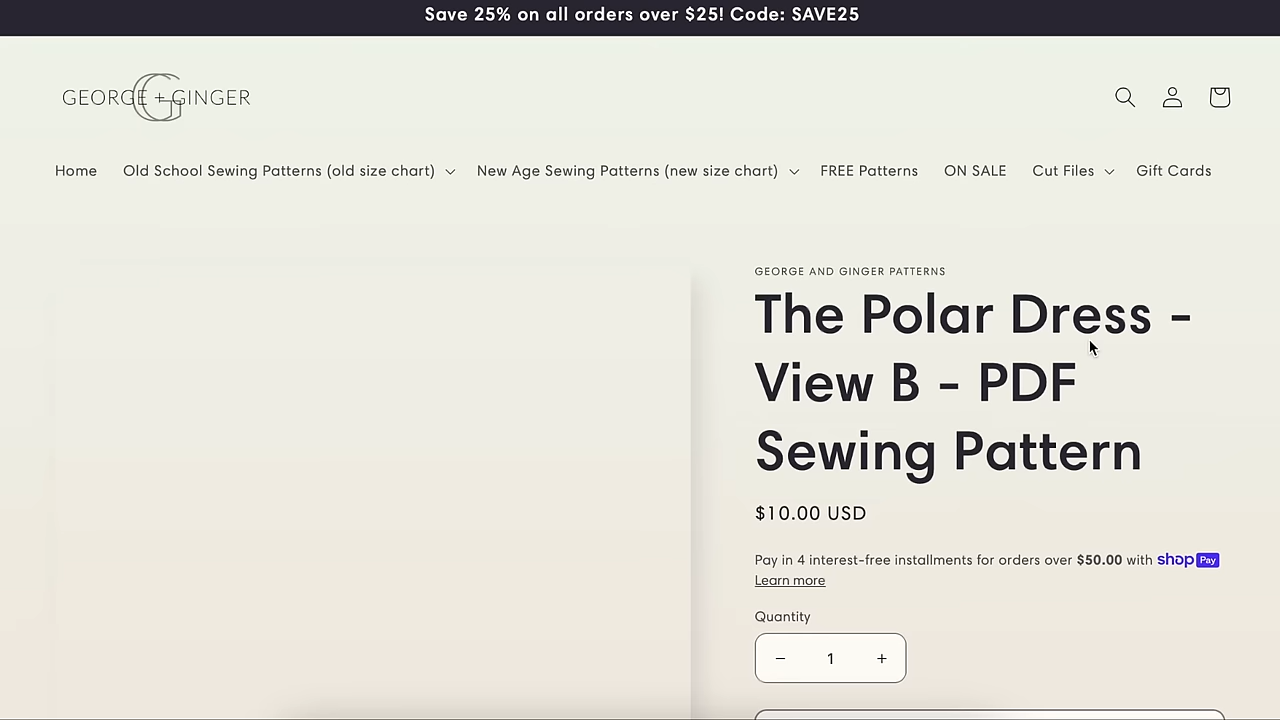 Save 25% on all orders over $25! Code: SAVE25
GEORGE + GINGER
G
Home Old School Sewing Patterns (old size chart) New Age Sewing Patterns (new size chart) FREE Patterns ON SALE Cut Files Gift Cards
GEORGE AND GINGER PATTERNS
The Polar Dress -
View B - PDF
Sewing Pattern
$10.00 USD
Pay in 4 interest-free installments for orders over $50.00 with shop Pay
Learn more
Quantity
− 1 +